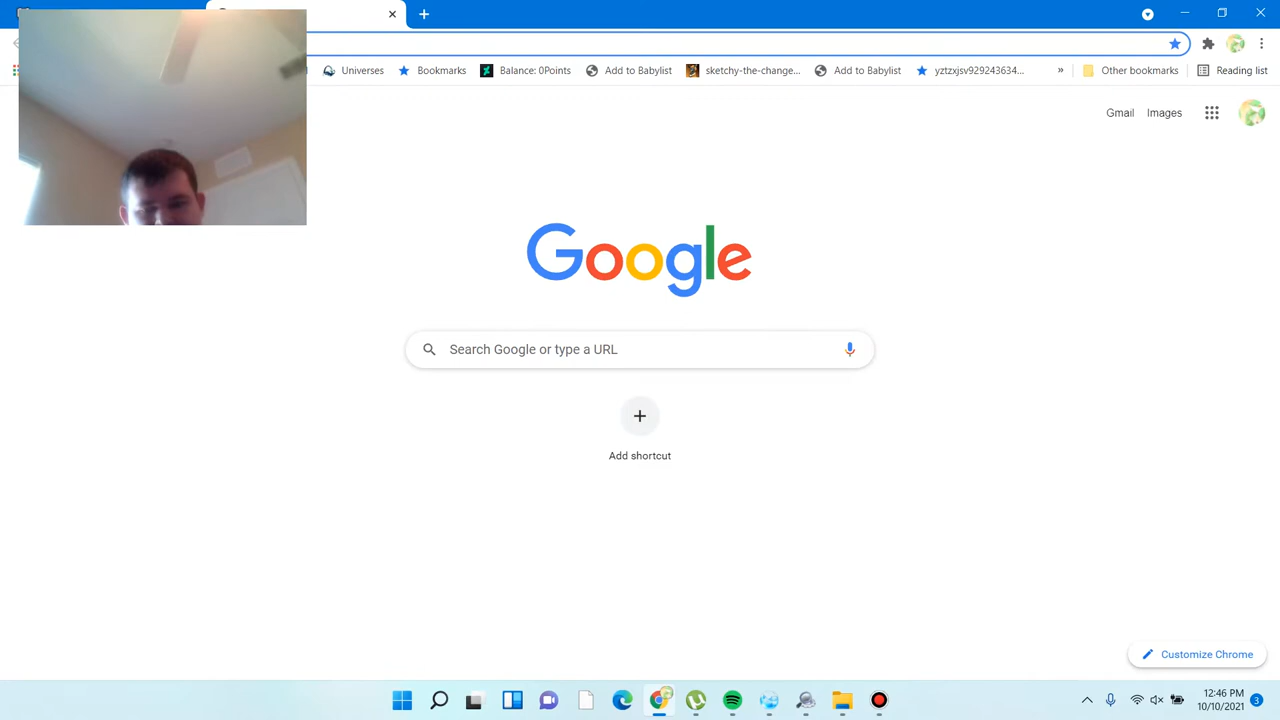 Universes
Bookmarks
Balance: 0Points
Add to Babylist
sketchy-the-change...
Add to Babylist
yztzxjsv929243634...
»
Other bookmarks
Reading list
Gmail
Images
Google
Search Google or type a URL
Add shortcut
Customize Chrome
12:46 PM
10/10/2021
3